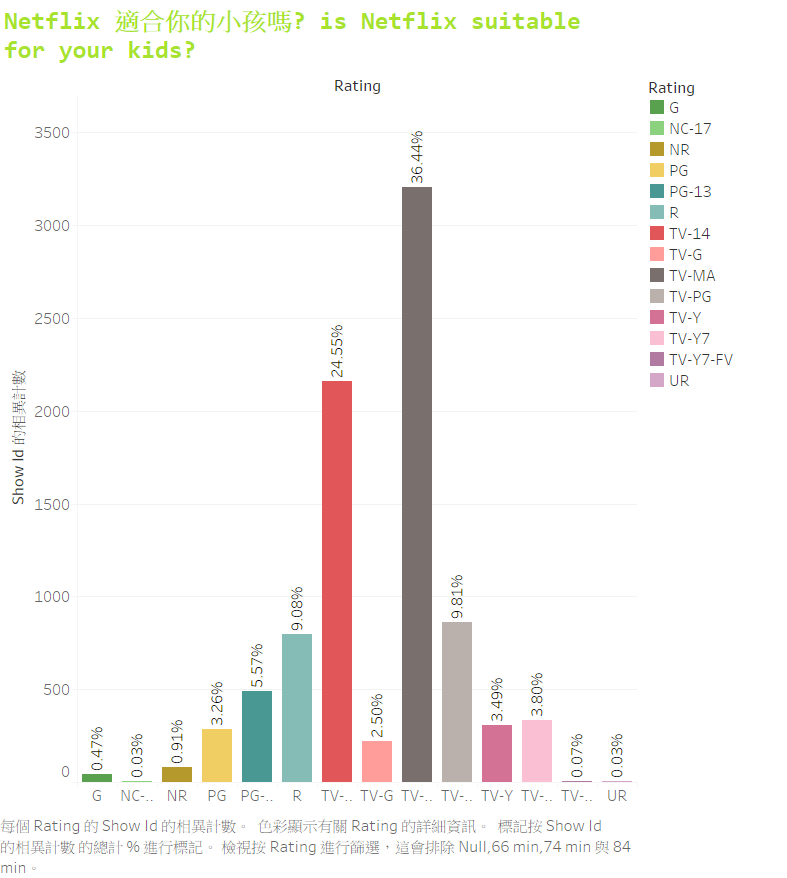 Netflix 適合你的小孩嗎? is Netflix suitable
for your kids?
Rating
Rating
G
NC-17
NR
PG
PG-13
R
TV-14
TV-G
TV-MA
TV-PG
TV-Y
TV-Y7
TV-Y7-FV
UR
Show Id 的相異計數
3500
3000
2500
2000
1500
1000
500
0
0.47%
0.03%
0.91%
3.26%
5.57%
9.08%
24.55%
2.50%
36.44%
9.81%
3.49%
3.80%
0.07%
0.03%
G
NC-..
NR
PG
PG-..
R
TV-..
TV-G
TV-..
TV-..
TV-Y
TV-..
TV-..
UR
每個 Rating 的 Show Id 的相異計數。 色彩顯示有關 Rating 的詳細資訊。 標記按 Show Id
的相異計數 的總計 % 進行標記。 檢視按 Rating 進行篩選，這會排除 Null,66 min,74 min 與 84
min。